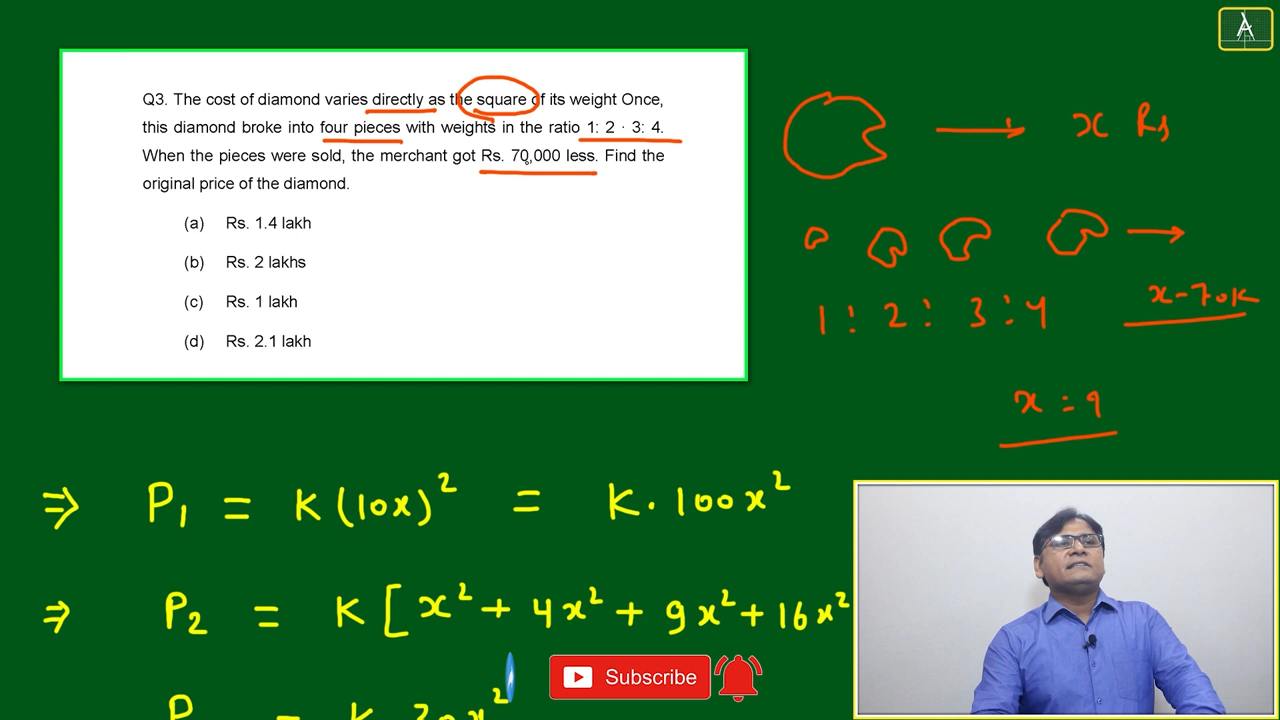 Q3. The cost of diamond varies directly as the square of its weight Once,
this diamond broke into four pieces with weights in the ratio 1: 2 · 3: 4.
When the pieces were sold, the merchant got Rs. 70,000 less. Find the
original price of the diamond.
(a) Rs. 1.4 lakh
(b) Rs. 2 lakhs
(c) Rs. 1 lakh
(d) Rs. 2.1 lakh
x Rs
1 : 2 : 3 : 4
x-70K
x = ?
⇒ P₁ = K(10x)² = K·100x²
⇒ P₂ = K[x² + 4x² + 9x² + 16x²
Subscribe
P = K 30x²